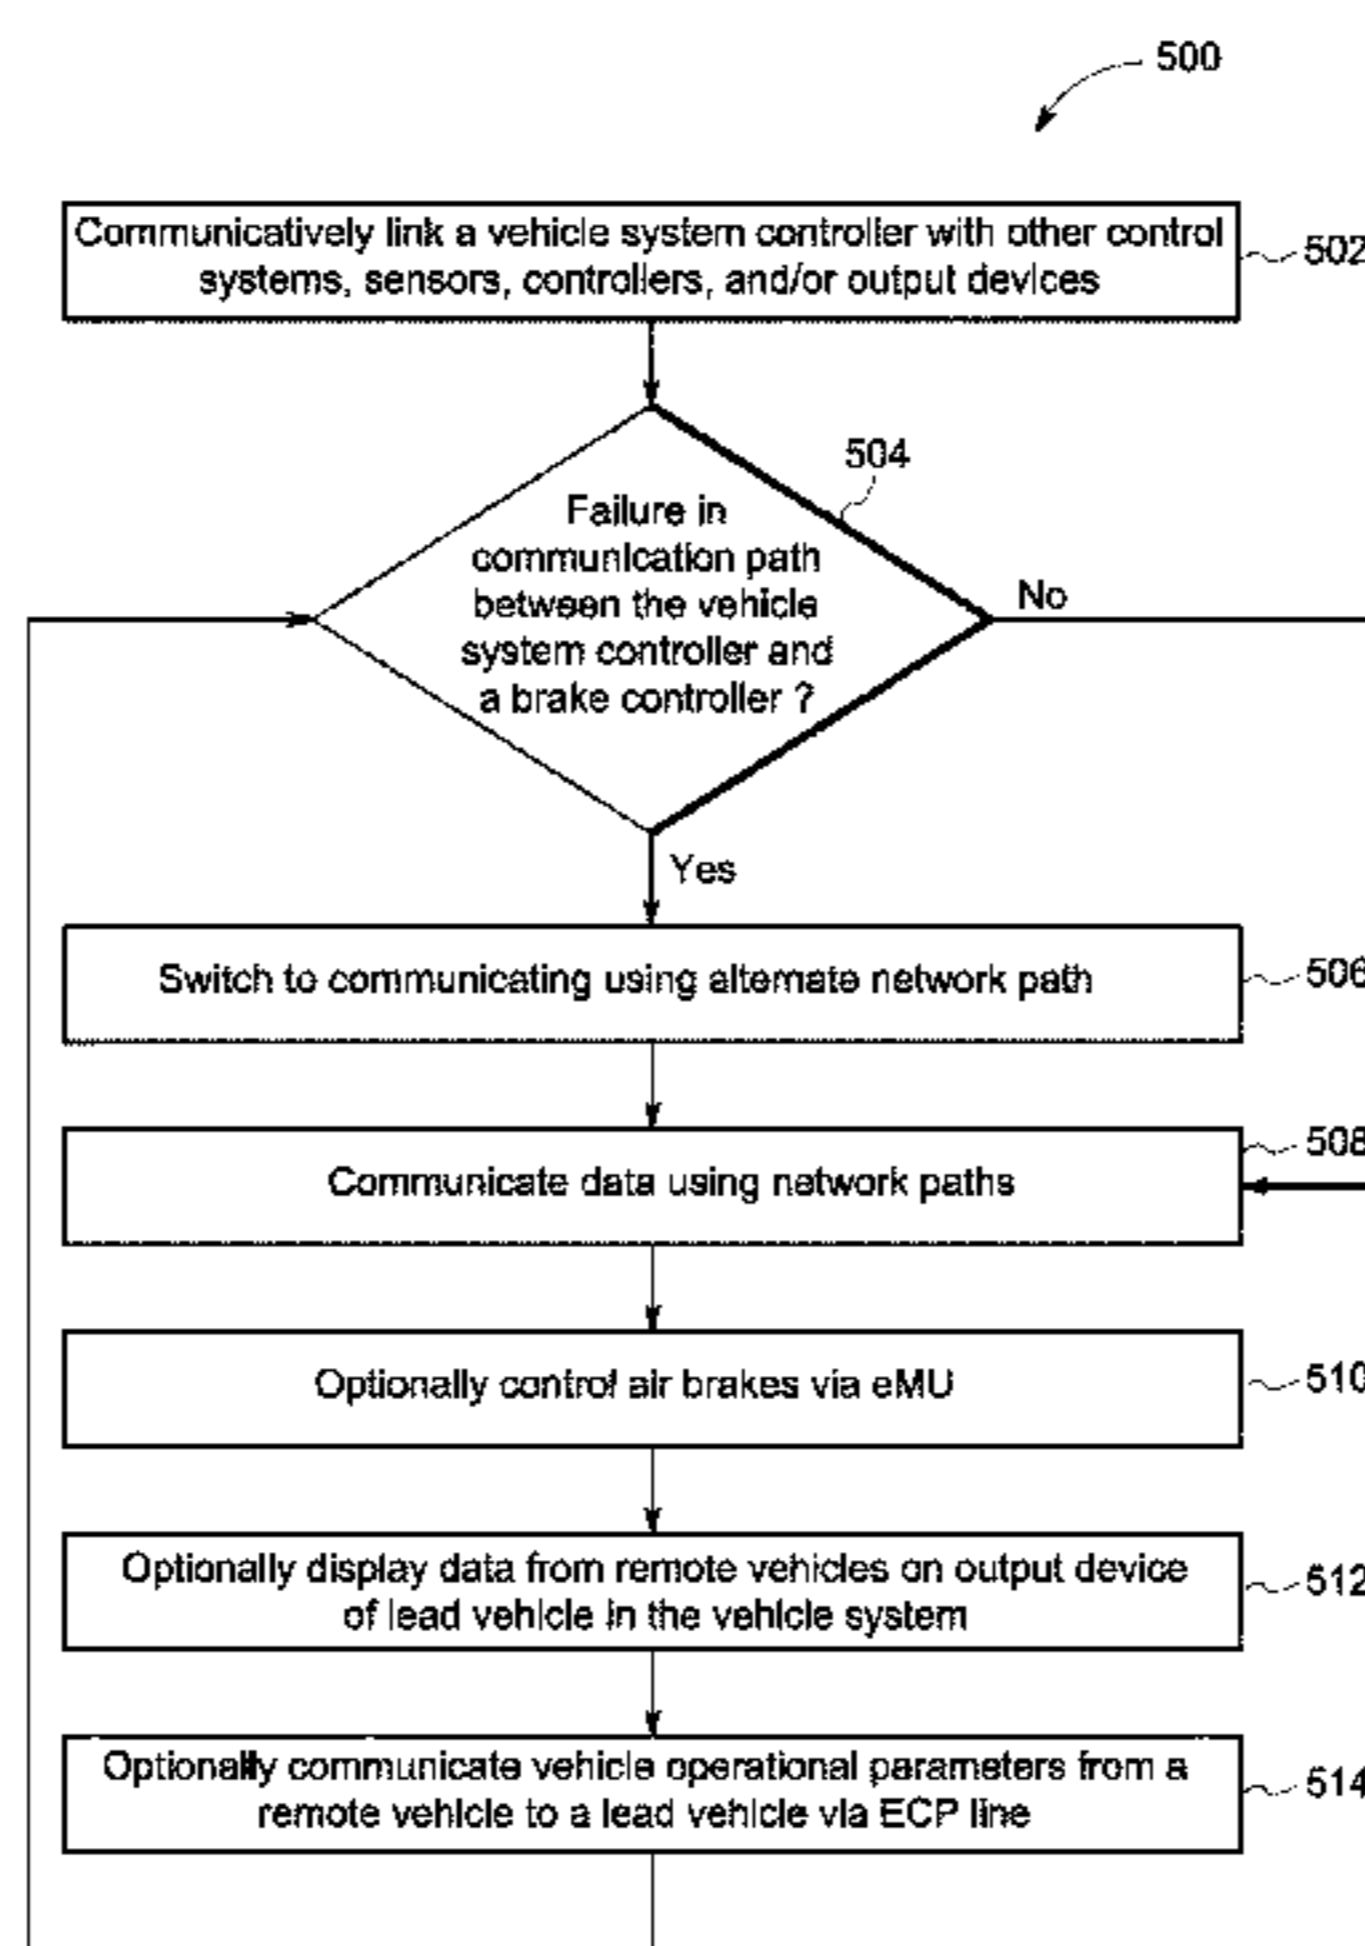 500
Communicatively link a vehicle system controller with other control
systems, sensors, controllers, and/or output devices
502
504
Failure in
communication path
between the vehicle
system controller and
a brake controller ?
No
Yes
Switch to communicating using alternate network path
506
508
Communicate data using network paths
Optionally control air brakes via eMU
510
Optionally display data from remote vehicles on output device
of lead vehicle in the vehicle system
512
Optionally communicate vehicle operational parameters from a
remote vehicle to a lead vehicle via ECP line
514